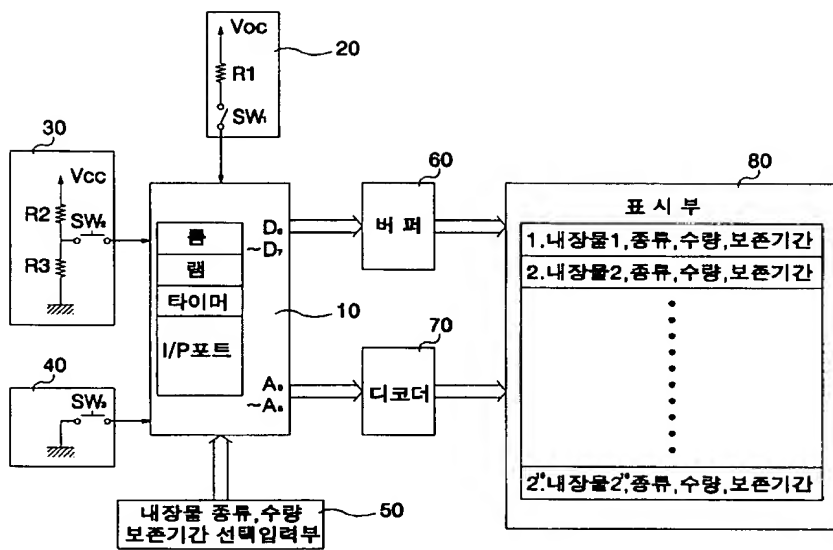 Voc
20
R1
SW₁
30
Vcc
R2
SW₂
R3
40
SW₃
롬
램
타이머
I/P포트
10
D₀
~D₇
A₀
60
버 퍼
70
디코더
50
내장물 종류,수량
보존기간 선택입력부
80
표 시 부
1.내장물1,종류,수량,보존기간
2.내장물2,종류,수량,보존기간